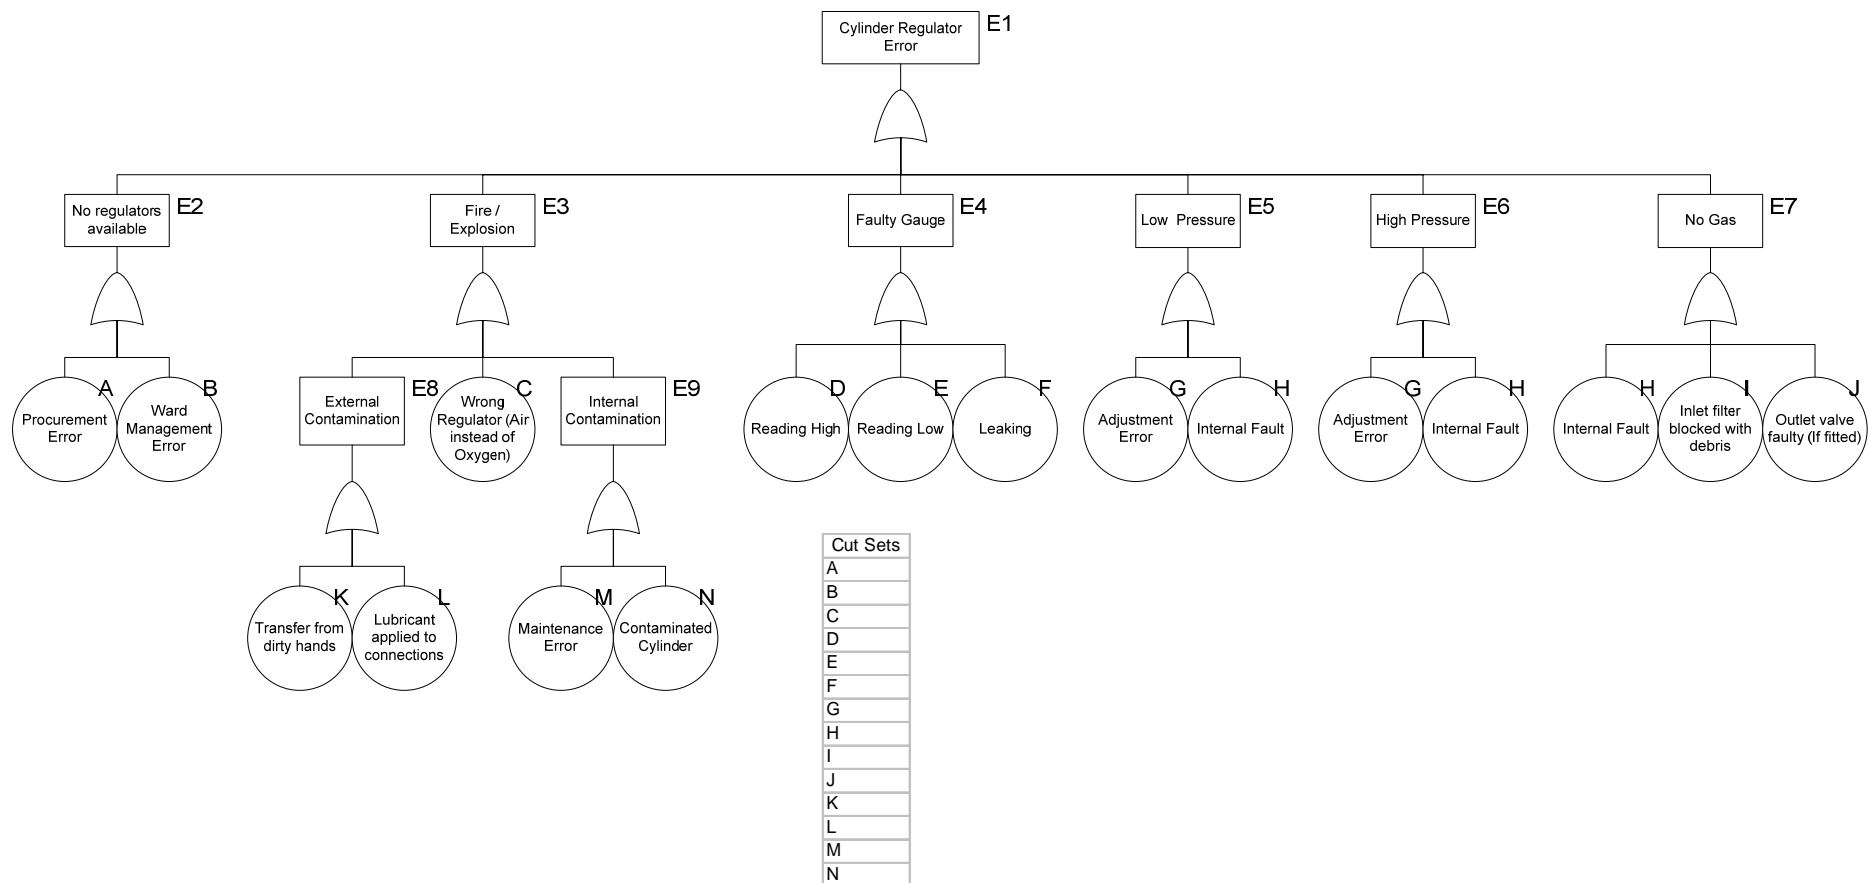 Cylinder Regulator
Error
E1
No regulators
available
E2
Fire /
Explosion
E3
Faulty Gauge
E4
Low Pressure
E5
High Pressure
E6
No Gas
E7
A
Procurement
Error
B
Ward
Management
Error
External
Contamination
E8
C
Wrong
Regulator (Air
instead of
Oxygen)
Internal
Contamination
E9
D
Reading High
E
Reading Low
F
Leaking
G
Adjustment
Error
H
Internal Fault
G
Adjustment
Error
H
Internal Fault
H
Internal Fault
I
Inlet filter
blocked with
debris
J
Outlet valve
faulty (If fitted)
K
Transfer from
dirty hands
L
Lubricant
applied to
connections
M
Maintenance
Error
N
Contaminated
Cylinder
Cut Sets
A
B
C
D
E
F
G
H
I
J
K
L
M
N